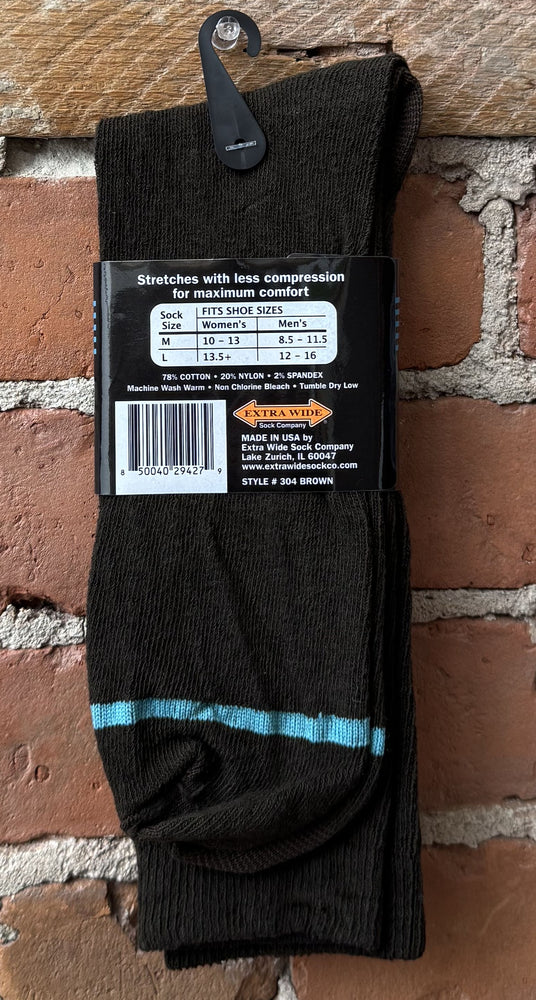 Stretches with less compression
for maximum comfort
Sock Size FITS SHOE SIZES
Women's Men's
M 10 - 13 8.5 - 11.5
L 13.5+ 12 - 16
78% COTTON • 20% NYLON • 2% SPANDEX
Machine Wash Warm • Non Chlorine Bleach • Tumble Dry Low
EXTRA WIDE
Sock Company
MADE IN USA by
Extra Wide Sock Company
Lake Zurich, IL 60047
www.extrawidesockco.com
STYLE # 304 BROWN
8 50040 29427 9